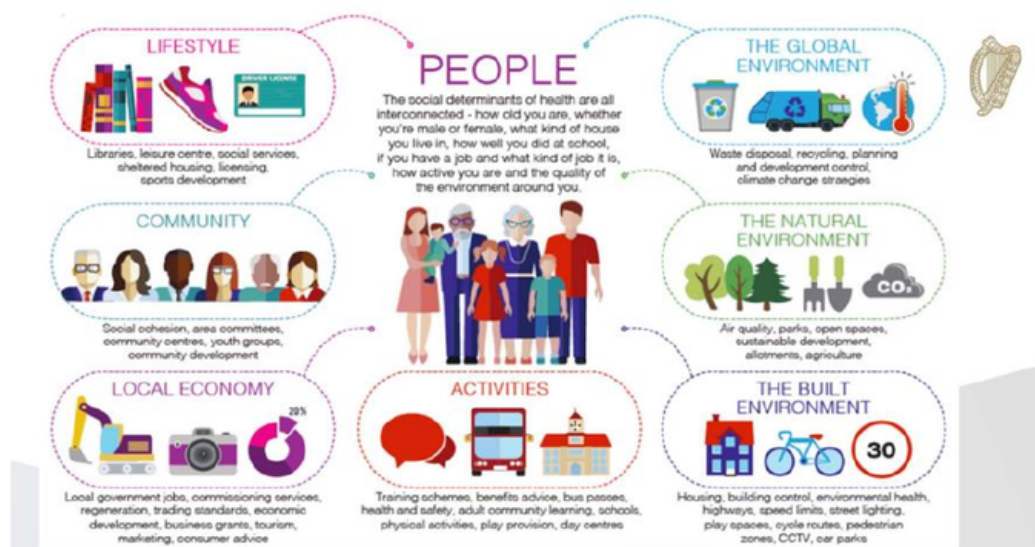 LIFESTYLE
DRIVER LICENSE
Libraries, leisure centre, social services,
sheltered housing, licensing,
sports development
PEOPLE
The social determinants of health are all
interconnected - how old you are, whether
you're male or female, what kind of house
you live in, how well you did at school,
if you have a job and what kind of job it is,
how active you are and the quality of
the environment around you.
THE GLOBAL
ENVIRONMENT
Waste disposal, recycling, planning
and development control,
climate change stragies
COMMUNITY
Social cohesion, area committees,
community centres, youth groups,
community development
THE NATURAL
ENVIRONMENT
CO₂
Air quality, parks, open spaces,
sustainable development,
allotments, agriculture
LOCAL ECONOMY
20%
Local government jobs, commissioning services,
regeneration, trading standards, economic
development, business grants, tourism,
marketing, consumer advice
ACTIVITIES
Training schemes, benefits advice, bus passes,
health and safety, adult community learning, schools,
physical activities, play provision, day centres
THE BUILT
ENVIRONMENT
30
Housing, building control, environmental health,
highways, speed limits, street lighting,
play spaces, cycle routes, pedestrian
zones, CCTV, car parks